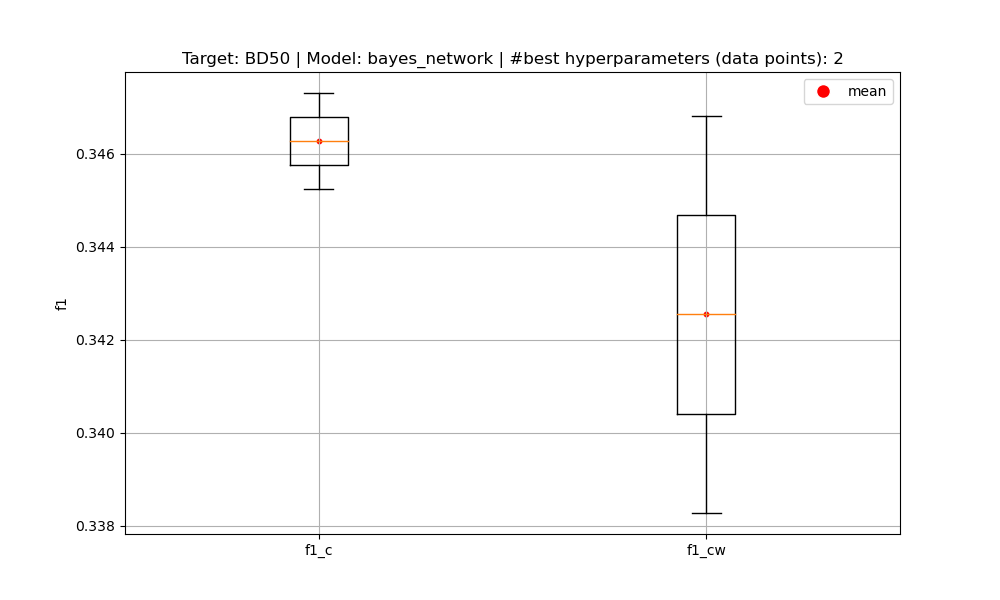 Target: BD50 | Model: bayes_network | #best hyperparameters (data points): 2
mean
0.346
0.344
0.342
0.340
0.338
f1
f1_c
f1_cw